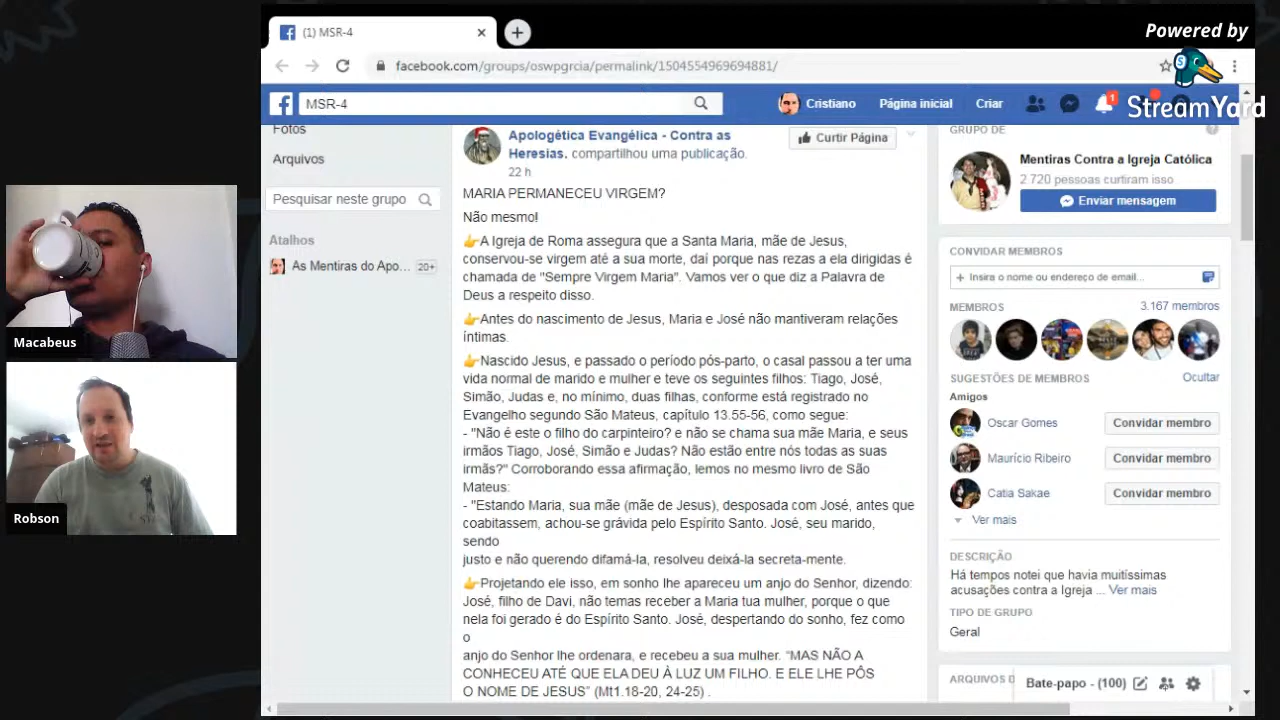 (1) MSR-4
Powered by
facebook.com/groups/oswpgrcia/permalink/1504554969694881/
StreamYard
MSR-4
Cristiano
Página inicial
Criar
1
Fotos
Arquivos
Pesquisar neste grupo
Atalhos
As Mentiras do Apo...
20+
Macabeus
Robson
Apologética Evangélica - Contra as
Heresias. compartilhou uma publicação.
22 h
Curtir Página
MARIA PERMANECEU VIRGEM?
Não mesmo!
👉A Igreja de Roma assegura que a Santa Maria, mãe de Jesus,
conservou-se virgem até a sua morte, daí porque nas rezas a ela dirigidas é
chamada de "Sempre Virgem Maria". Vamos ver o que diz a Palavra de
Deus a respeito disso.
👉Antes do nascimento de Jesus, Maria e José não mantiveram relações
íntimas.
👉Nascido Jesus, e passado o período pós-parto, o casal passou a ter uma
vida normal de marido e mulher e teve os seguintes filhos: Tiago, José,
Simão, Judas e, no mínimo, duas filhas, conforme está registrado no
Evangelho segundo São Mateus, capítulo 13.55-56, como segue:
- "Não é este o filho do carpinteiro? e não se chama sua mãe Maria, e seus
irmãos Tiago, José, Simão e Judas? Não estão entre nós todas as suas
irmãs?" Corroborando essa afirmação, lemos no mesmo livro de São
Mateus:
- "Estando Maria, sua mãe (mãe de Jesus), desposada com José, antes que
coabitassem, achou-se grávida pelo Espírito Santo. José, seu marido,
sendo
justo e não querendo difamá-la, resolveu deixá-la secreta-mente.
👉Projetando ele isso, em sonho lhe apareceu um anjo do Senhor, dizendo:
José, filho de Davi, não temas receber a Maria tua mulher, porque o que
nela foi gerado é do Espírito Santo. José, despertando do sonho, fez como
o
anjo do Senhor lhe ordenara, e recebeu a sua mulher. “MAS NÃO A
CONHECEU ATÉ QUE ELA DEU À LUZ UM FILHO. E ELE LHE PÔS
O NOME DE JESUS” (Mt1.18-20, 24-25) .
GRUPO DE
Mentiras Contra a Igreja Católica
2 720 pessoas curtiram isso
Enviar mensagem
CONVIDAR MEMBROS
+ Insira o nome ou endereço de email...
MEMBROS
3.167 membros
SUGESTÕES DE MEMBROS
Ocultar
Amigos
Oscar Gomes
Convidar membro
Maurício Ribeiro
Convidar membro
Catia Sakae
Convidar membro
Ver mais
DESCRIÇÃO
Há tempos notei que havia muitíssimas
acusações contra a Igreja ... Ver mais
TIPO DE GRUPO
Geral
ARQUIVOS D
Bate-papo - (100)